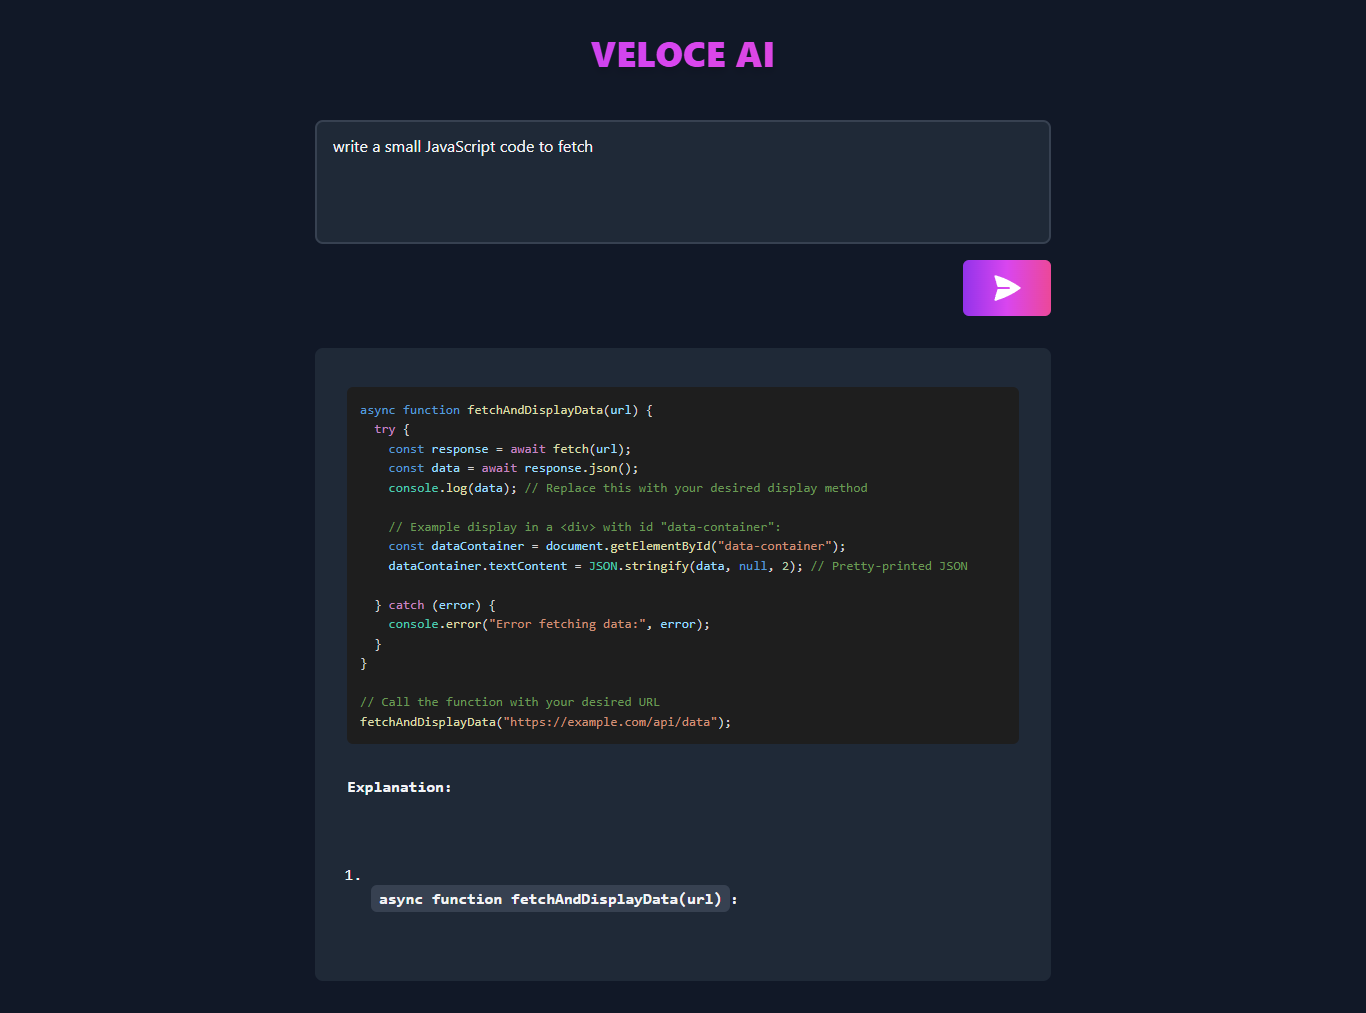 VELOCE AI
write a small JavaScript code to fetch
async function fetchAndDisplayData(url) {
  try {
    const response = await fetch(url);
    const data = await response.json();
    console.log(data); // Replace this with your desired display method
    // Example display in a <div> with id "data-container":
    const dataContainer = document.getElementById("data-container");
    dataContainer.textContent = JSON.stringify(data, null, 2); // Pretty-printed JSON
  } catch (error) {
    console.error("Error fetching data:", error);
  }
}
// Call the function with your desired URL
fetchAndDisplayData("https://example.com/api/data");
Explanation:
1.
async function fetchAndDisplayData(url) :